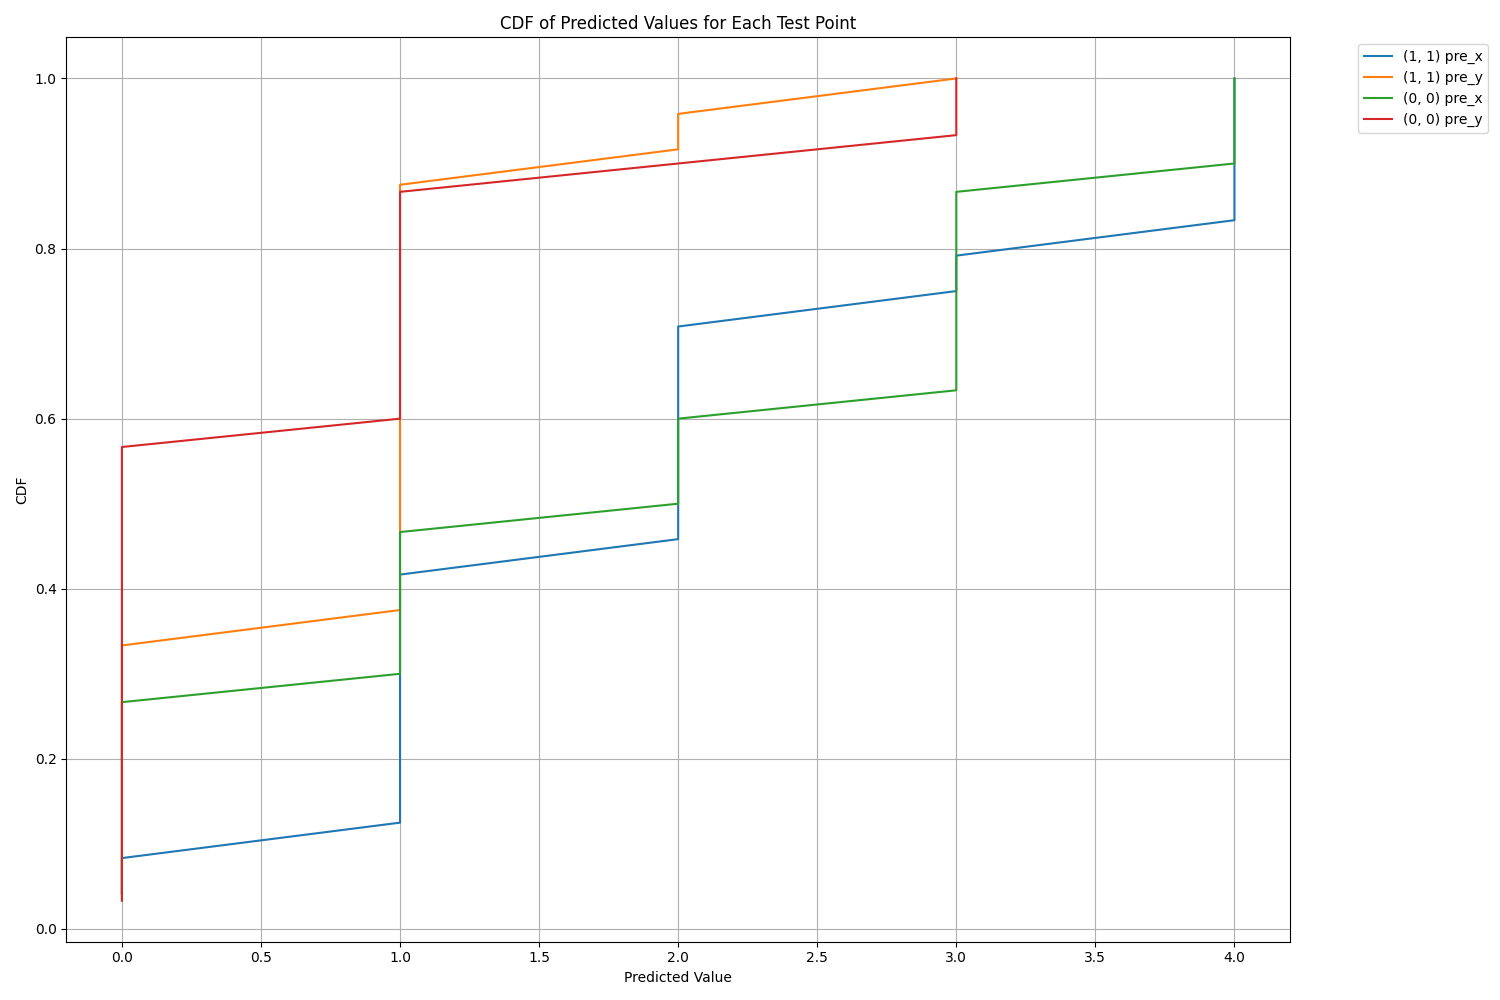 CDF of Predicted Values for Each Test Point
(1, 1) pre_x
(1, 1) pre_y
(0, 0) pre_x
(0, 0) pre_y
1.0
0.8
0.6
0.4
0.2
0.0
CDF
0.0 0.5 1.0 1.5 2.0 2.5 3.0 3.5 4.0
Predicted Value